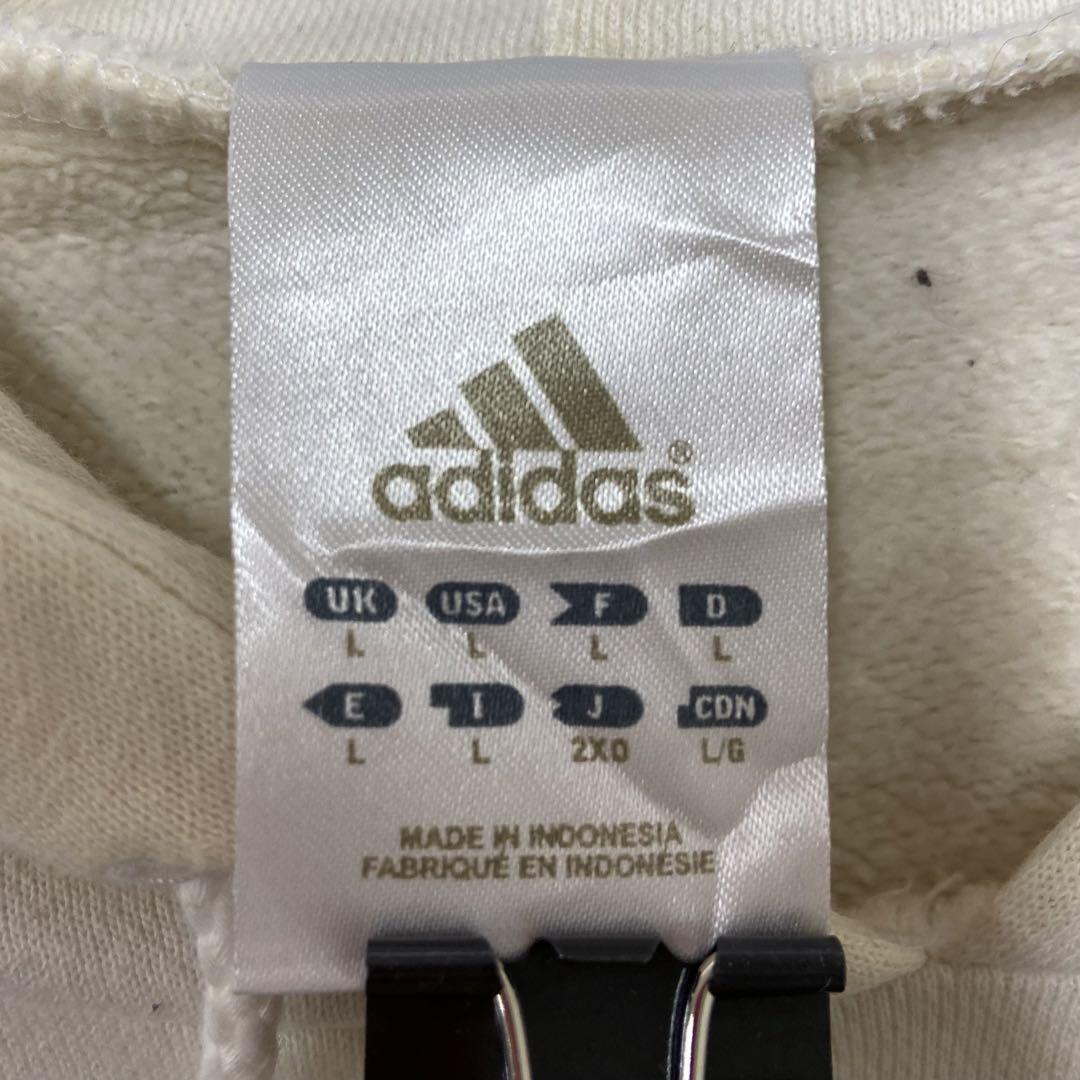 adidas®
UK USA F D
L L L L
E I J CDN
L L 2XO L/G
MADE IN INDONESIA
FABRIQUÉ EN INDONÉSIE